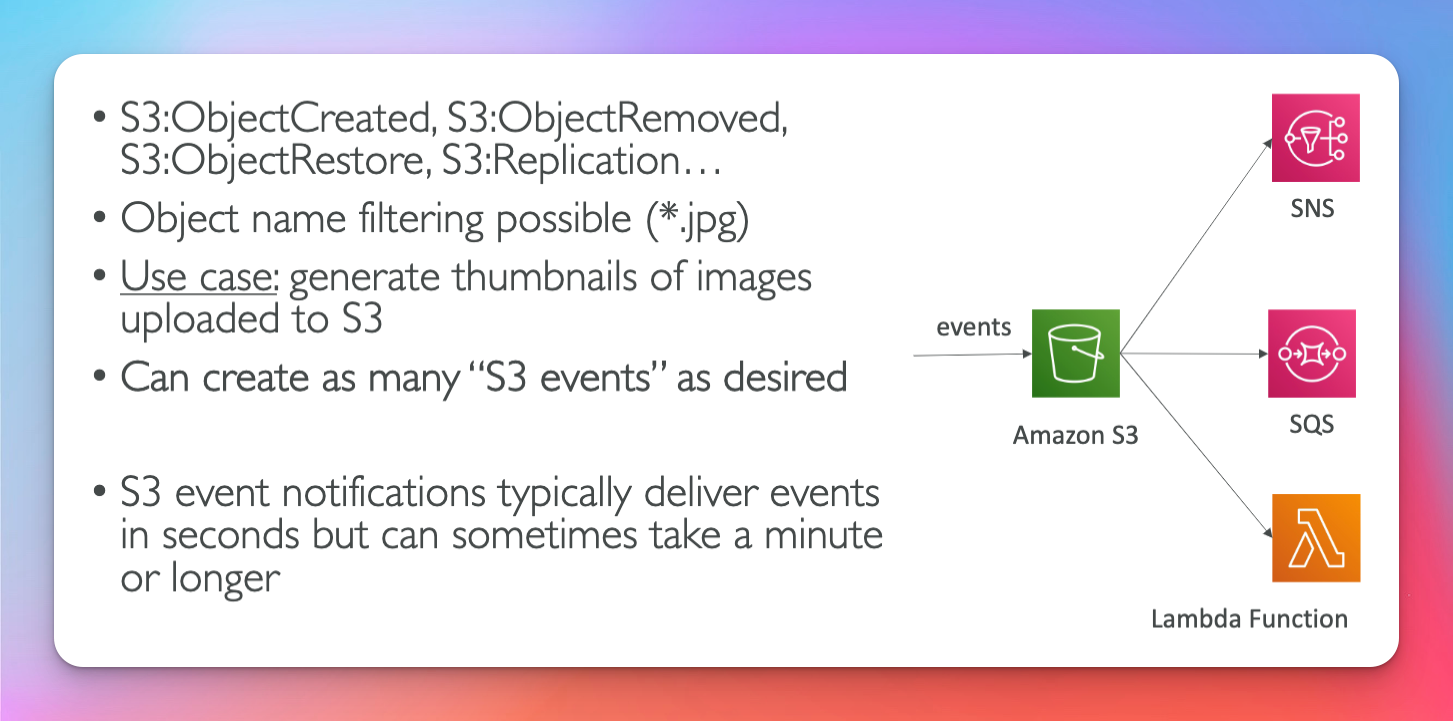 • S3:ObjectCreated, S3:ObjectRemoved,
S3:ObjectRestore, S3:Replication…
• Object name filtering possible (*.jpg)
• Use case: generate thumbnails of images
uploaded to S3
• Can create as many “S3 events” as desired
• S3 event notifications typically deliver events
in seconds but can sometimes take a minute
or longer
events
Amazon S3
SNS
SQS
Lambda Function